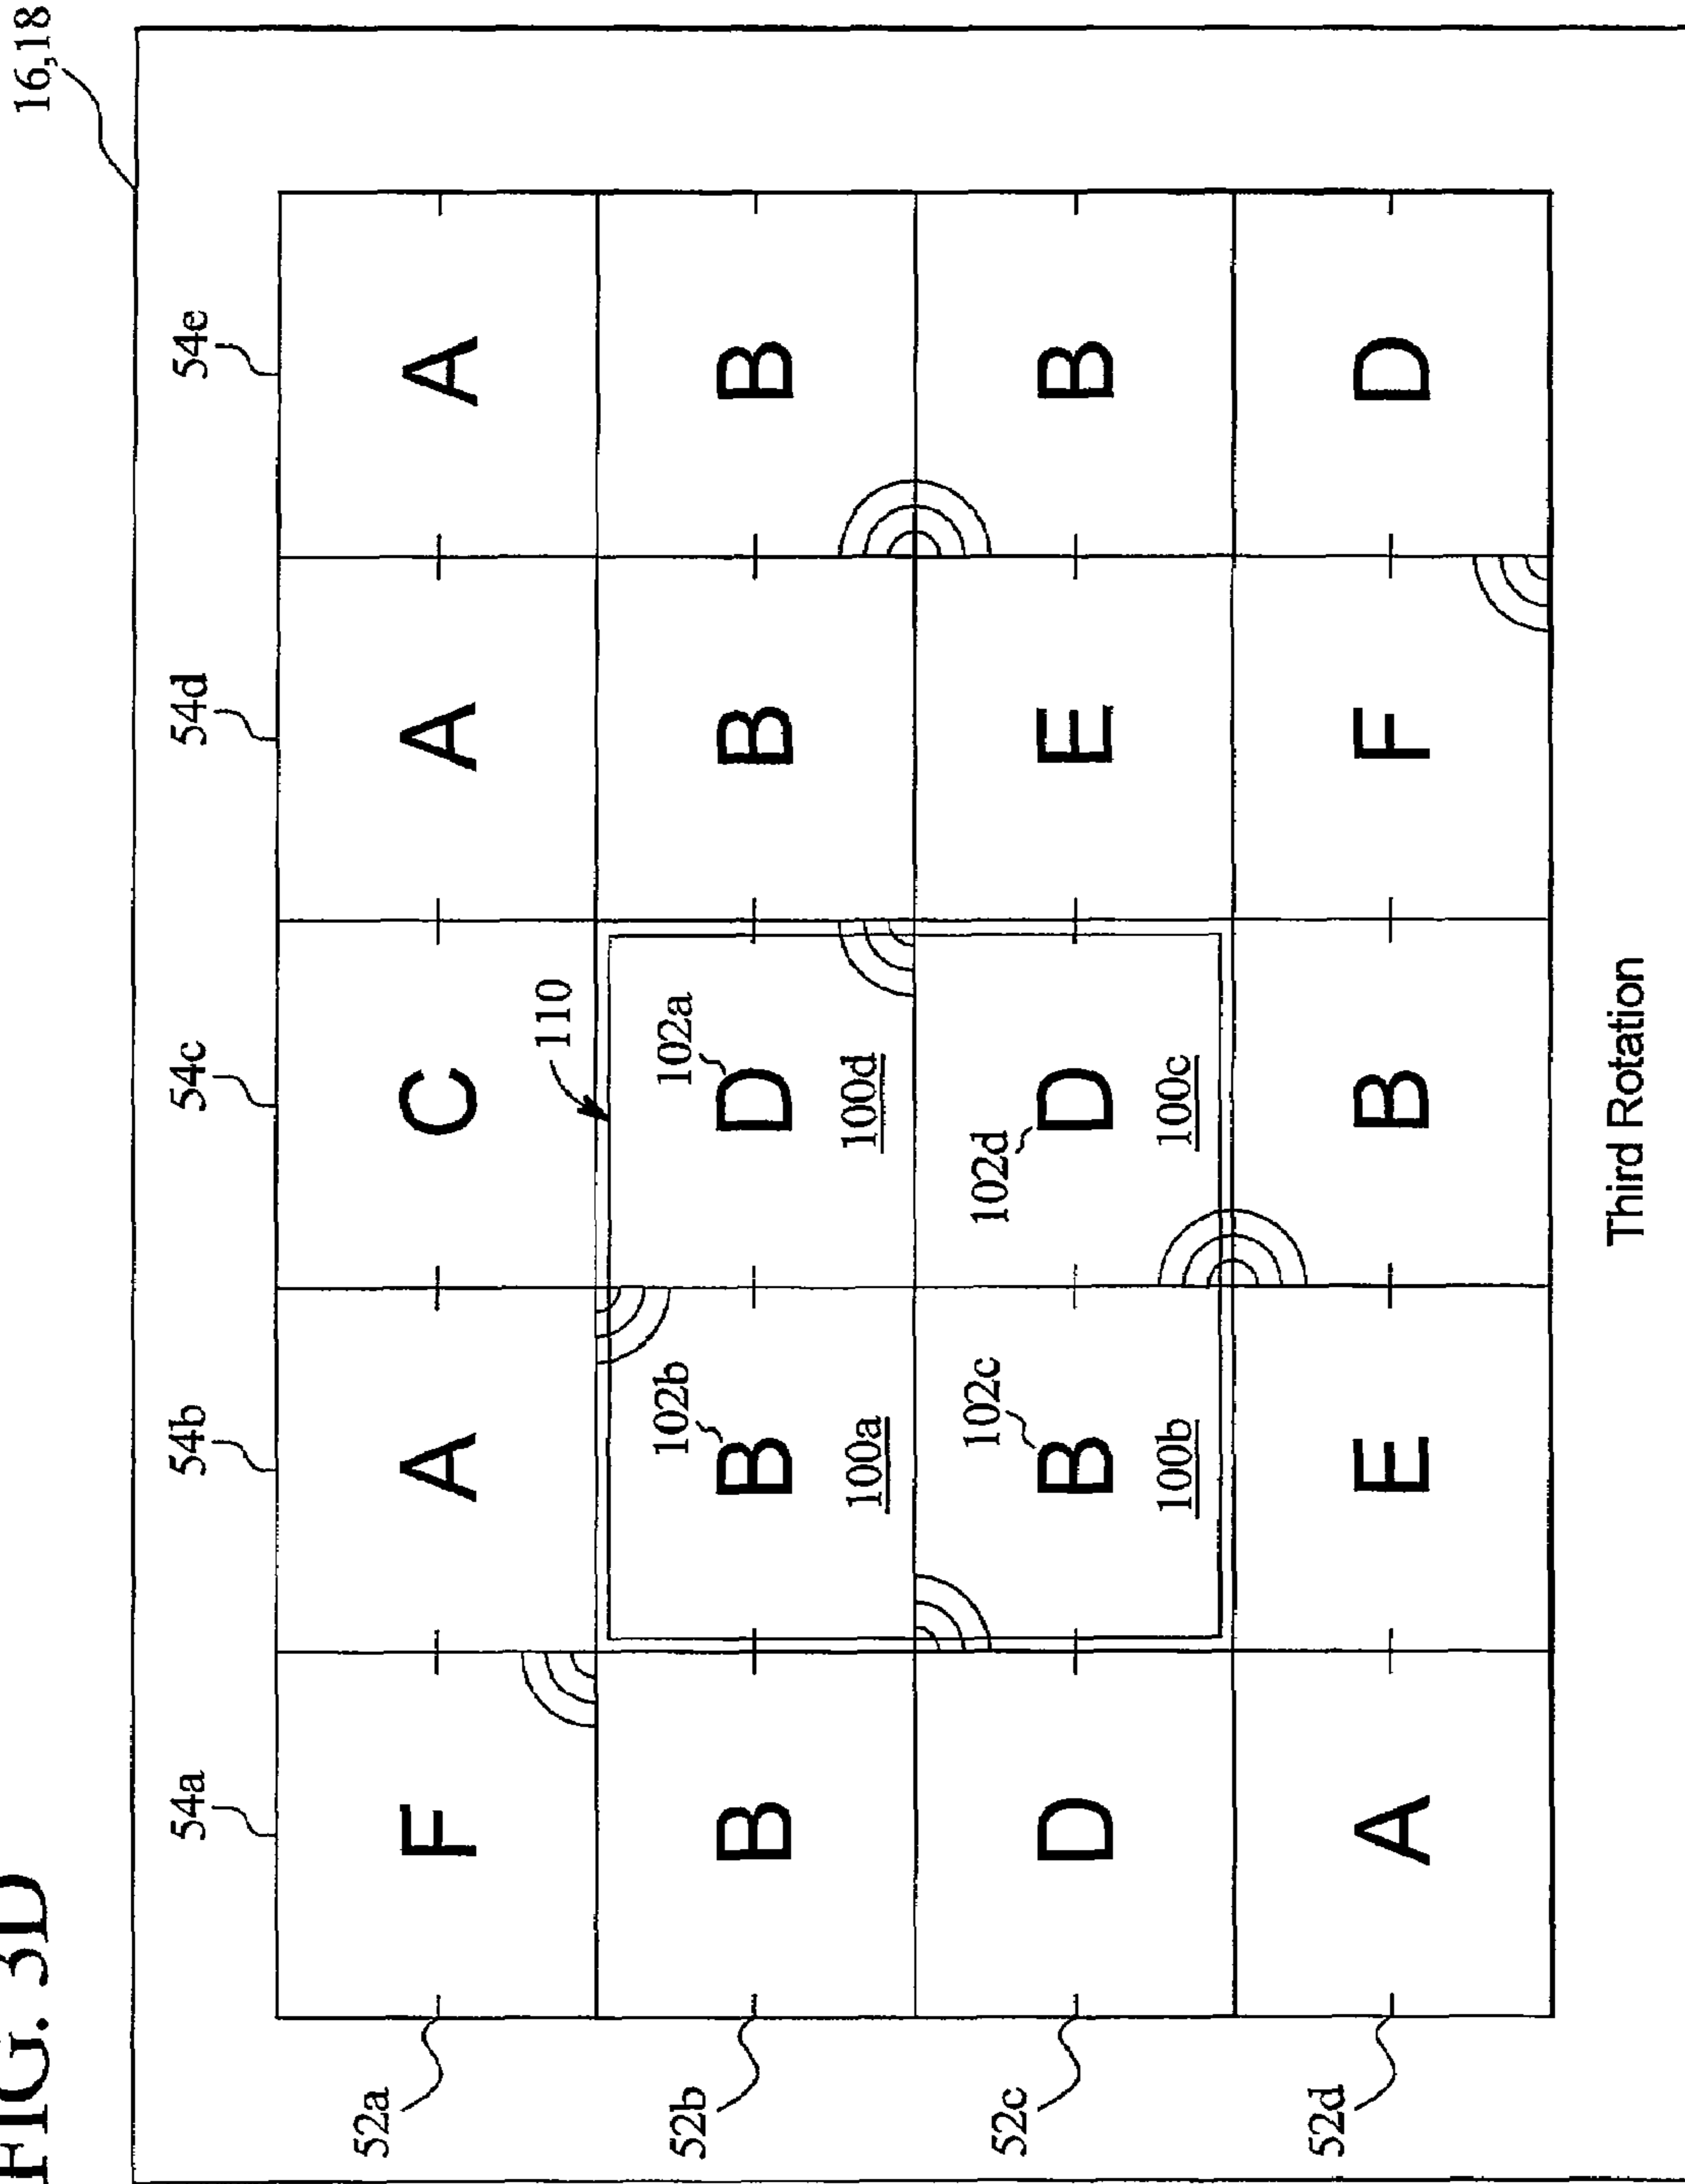 FIG. 3D
16,18
54a 54b 54c 54d 54e
52a F A C A A
110
102b 102a
52b B B D B B
100a 100d
102c 102d
52c D B D E B
100b 100c
52d A E B F D
Third Rotation